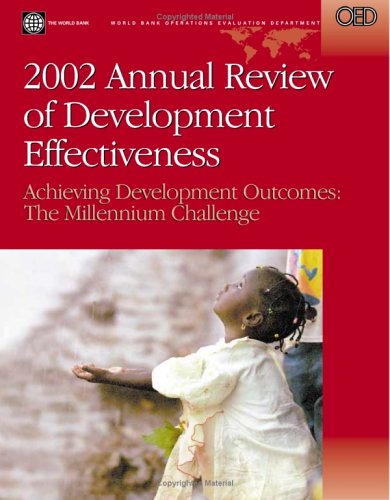 Copyrighted Material
THE WORLD BANK
WORLD BANK OPERATIONS EVALUATION DEPARTMENT
OED
2002 Annual Review
of Development
Effectiveness
Achieving Development Outcomes:
The Millennium Challenge
Copyrighted Material